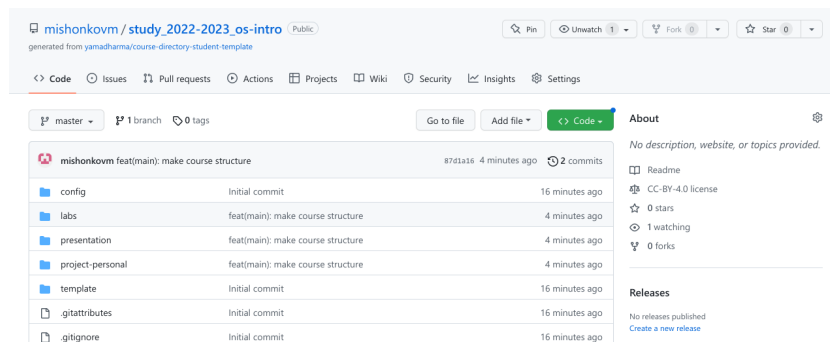 mishonkovm / study_2022-2023_os-intro Public
Pin Unwatch 1 Fork 0 Star 0
generated from yamadharma/course-directory-student-template
Code Issues Pull requests Actions Projects Wiki Security Insights Settings
master 1 branch 0 tags Go to file Add file Code
mishonkovm feat(main): make course structure 87d1a16 4 minutes ago 2 commits
config Initial commit 16 minutes ago
labs feat(main): make course structure 4 minutes ago
presentation feat(main): make course structure 4 minutes ago
project-personal feat(main): make course structure 4 minutes ago
template Initial commit 16 minutes ago
.gitattributes Initial commit 16 minutes ago
.gitignore Initial commit 16 minutes ago
About
No description, website, or topics provided.
Readme
CC-BY-4.0 license
0 stars
1 watching
0 forks
Releases
No releases published
Create a new release